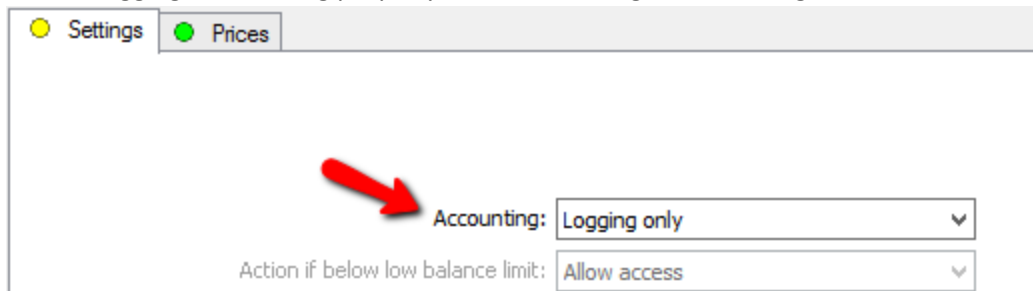 Settings
Prices
Accounting: Logging only
Action if below low balance limit: Allow access